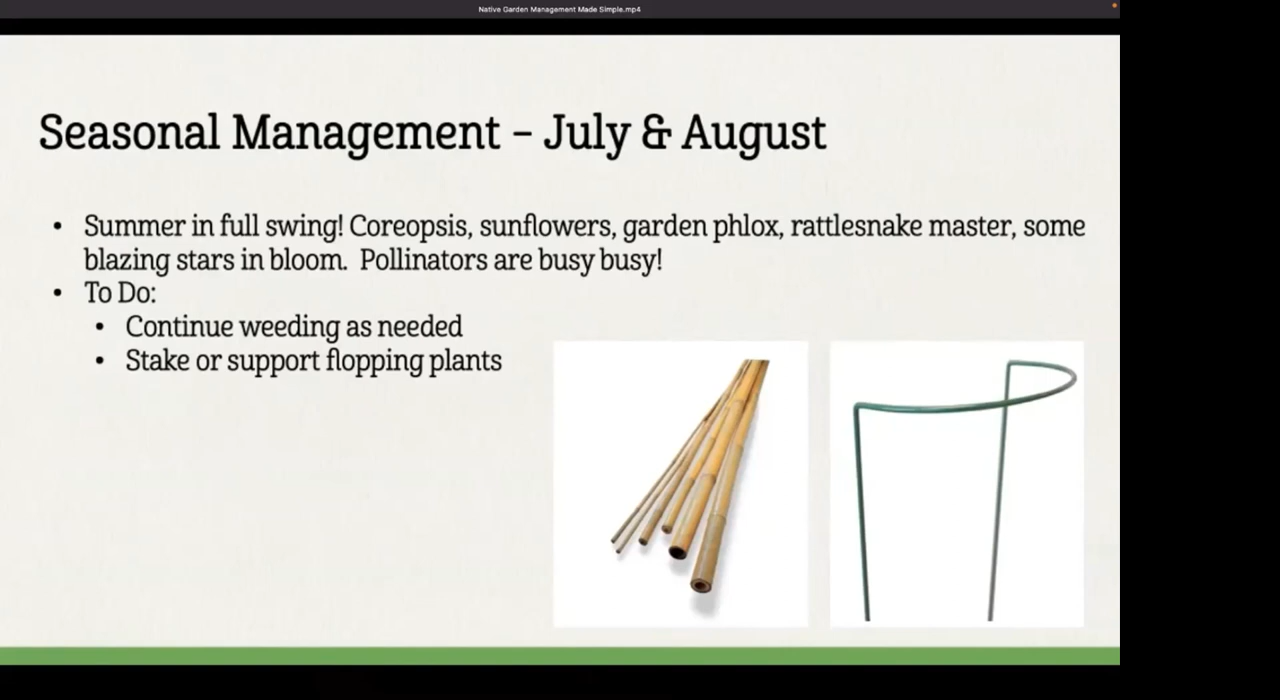 Native Garden Management Made Simple.mp4
Seasonal Management – July & August
• Summer in full swing! Coreopsis, sunflowers, garden phlox, rattlesnake master, some
blazing stars in bloom.  Pollinators are busy busy!
• To Do:
• Continue weeding as needed
• Stake or support flopping plants